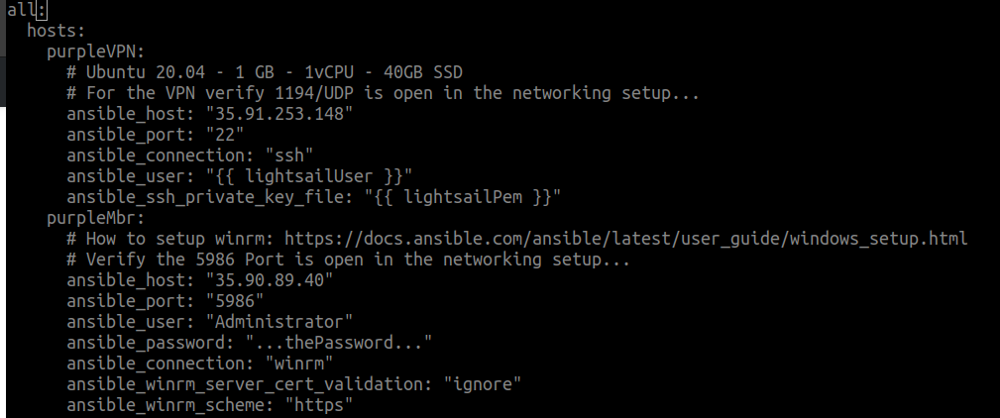 all:
  hosts:
    purpleVPN:
      # Ubuntu 20.04 - 1 GB - 1vCPU - 40GB SSD
      # For the VPN verify 1194/UDP is open in the networking setup...
      ansible_host: "35.91.253.148"
      ansible_port: "22"
      ansible_connection: "ssh"
      ansible_user: "{{ lightsailUser }}"
      ansible_ssh_private_key_file: "{{ lightsailPem }}"
    purpleMbr:
      # How to setup winrm: https://docs.ansible.com/ansible/latest/user_guide/windows_setup.html
      # Verify the 5986 Port is open in the networking setup...
      ansible_host: "35.90.89.40"
      ansible_port: "5986"
      ansible_user: "Administrator"
      ansible_password: "...thePassword..."
      ansible_connection: "winrm"
      ansible_winrm_server_cert_validation: "ignore"
      ansible_winrm_scheme: "https"